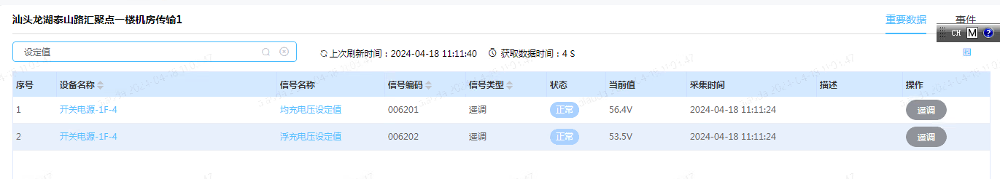 汕头龙湖泰山路汇聚点一楼机房传输1 重要数据 事件
CH M ?
设定值 上次刷新时间：2024-04-18 11:11:40 获取数据时间：4 S
序号 设备名称 信号名称 信号编码 信号类型 状态 当前值 采集时间 描述 操作
1 开关电源-1F-4 均充电压设定值 006201 遥调 正常 56.4V 2024-04-18 11:11:24 遥调
2 开关电源-1F-4 浮充电压设定值 006202 遥调 正常 53.5V 2024-04-18 11:11:24 遥调